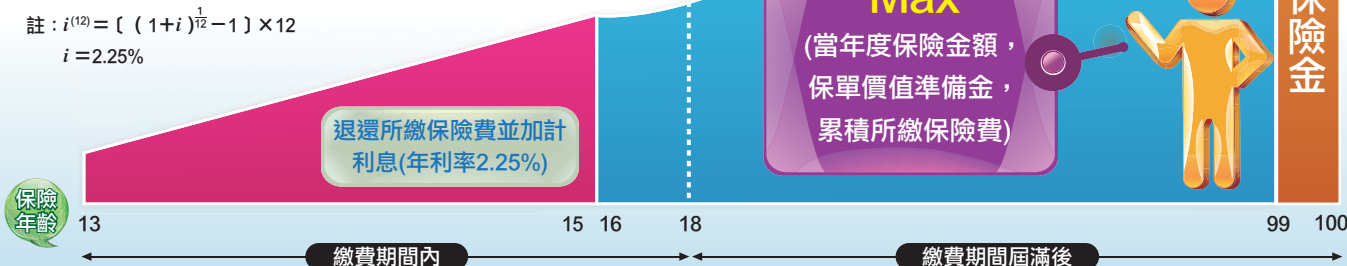 註：i⁽¹²⁾=〔（1+i）^{1/12}−1〕×12
i=2.25%
Max
(當年度保險金額，
保單價值準備金，
累積所繳保險費)
險金
退還所繳保險費並加計
利息(年利率2.25%)
保險
年齡
13 15 16 18 99 100
繳費期間內 繳費期間屆滿後